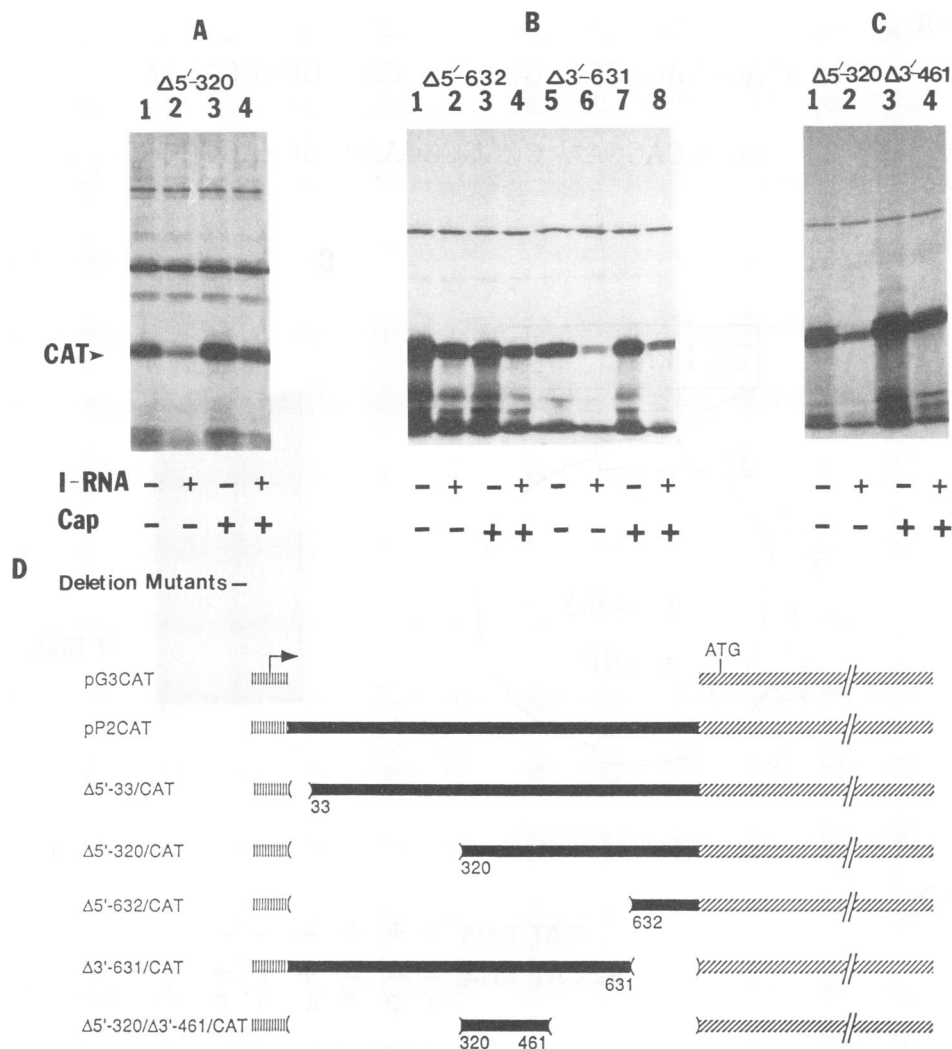 A
B
C
Δ5′-320
Δ5′-632 Δ3′-631
Δ5′-320Δ3′-461
1 2 3 4
1 2 3 4 5 6 7 8
1 2 3 4
CAT
I-RNA - + - + - + - + - + - + - + - +
Cap - - + + - - + + - - + + - - + +
D
Deletion Mutants—
ATG
pG3CAT
pP2CAT
Δ5'-33/CAT
33
Δ5'-320/CAT
320
Δ5'-632/CAT
632
Δ3'-631/CAT
631
Δ5'-320/Δ3'-461/CAT
320 461